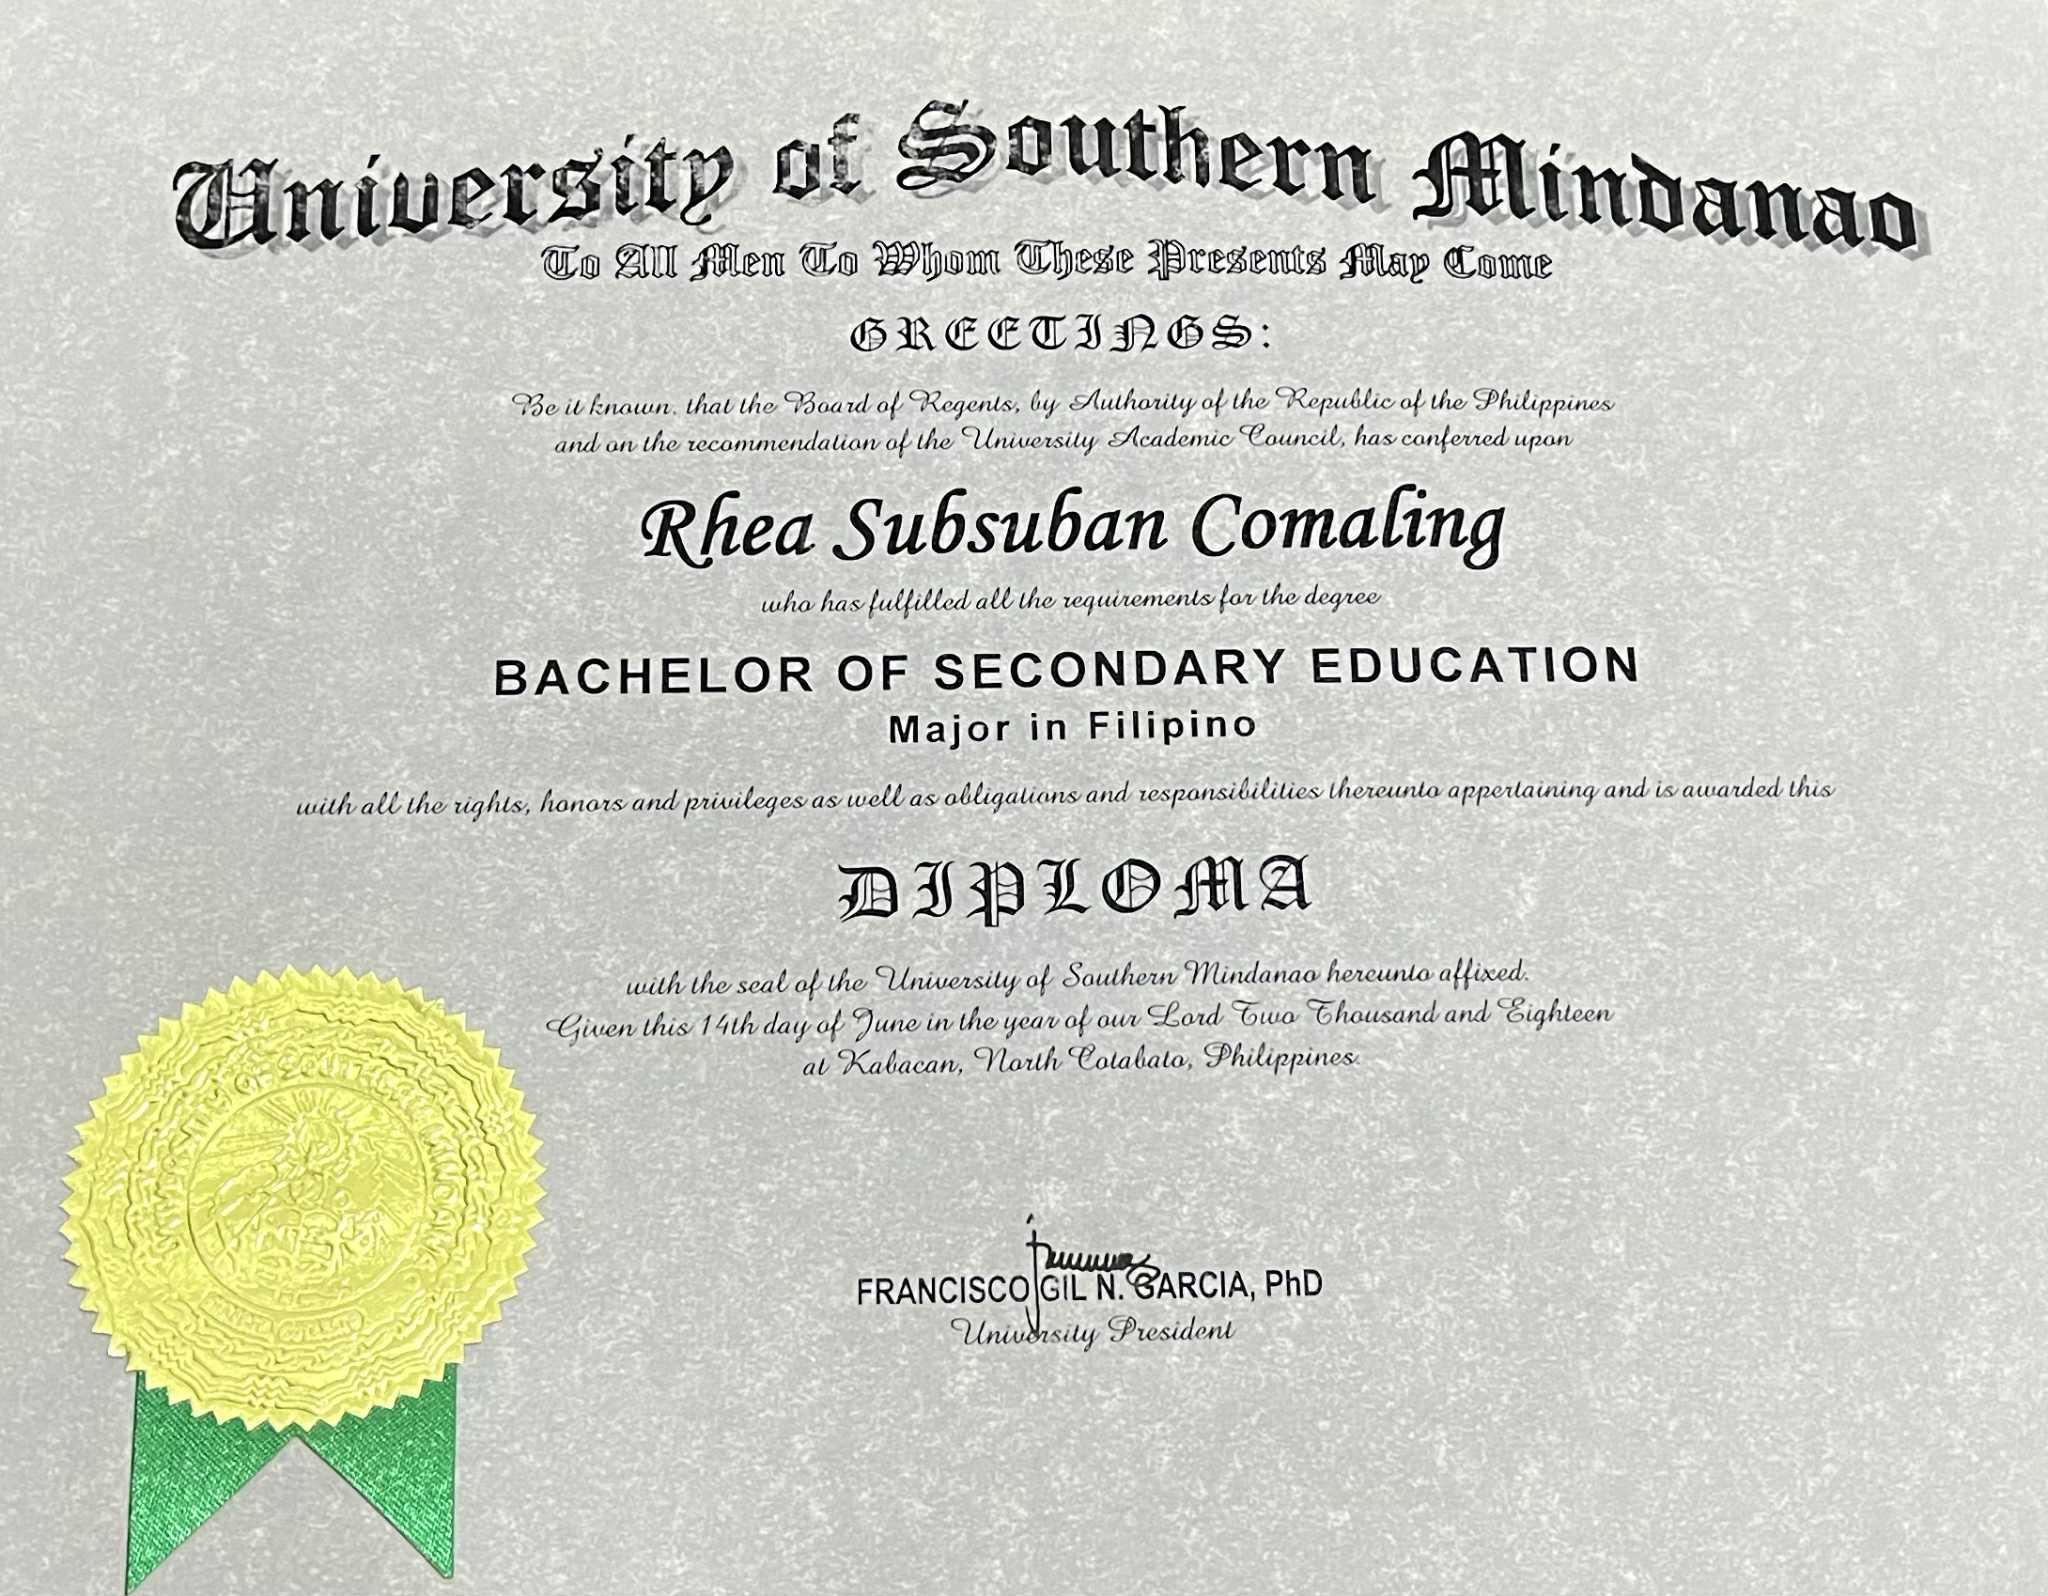 University of Southern Mindanao
To All Men To Whom These Presents May Come
GREETINGS:
Be it known, that the Board of Regents, by Authority of the Republic of the Philippines
and on the recommendation of the University Academic Council, has conferred upon
Rhea Subsuban Comaling
who has fulfilled all the requirements for the degree
BACHELOR OF SECONDARY EDUCATION
Major in Filipino
with all the rights, honors and privileges as well as obligations and responsibilities thereunto appertaining and is awarded this
DIPLOMA
with the seal of the University of Southern Mindanao hereunto affixed.
Given this 14th day of June in the year of our Lord Two Thousand and Eighteen
at Kabacan, North Cotabato, Philippines.
FRANCISCO GIL N. GARCIA, PhD
University President